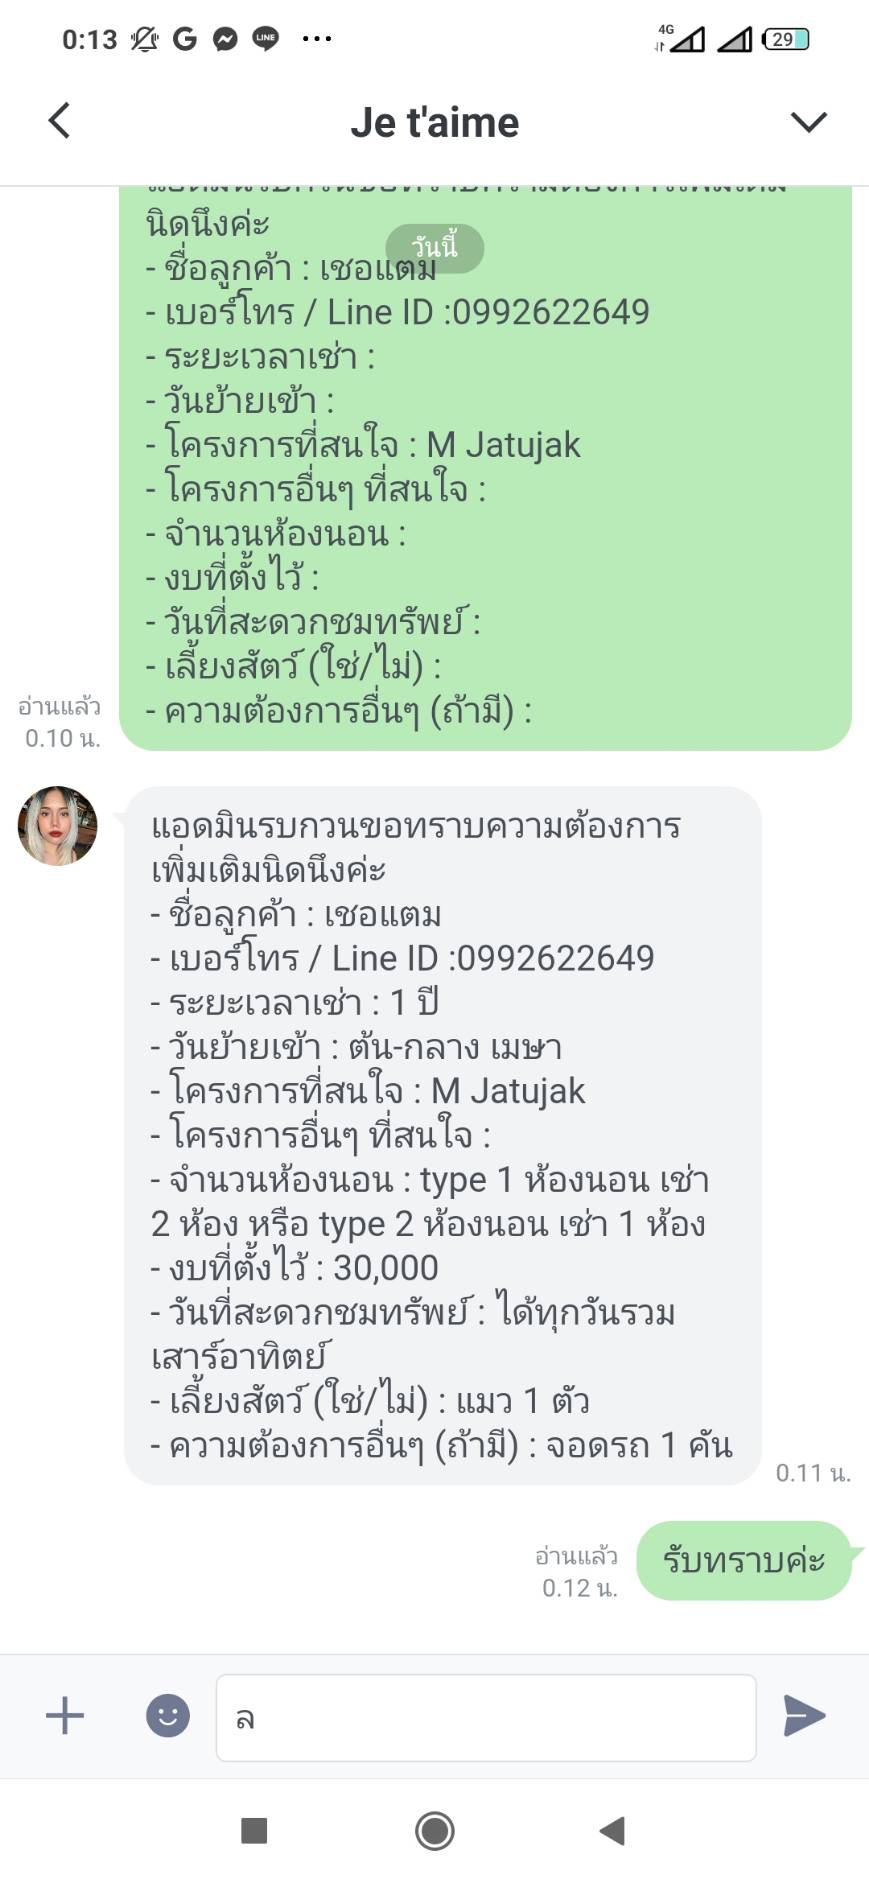 0:13
LINE
4G
29
Je t'aime
นิดนึงค่ะ
วันนี้
- ชื่อลูกค้า : เชอแตม
- เบอร์โทร / Line ID :0992622649
- ระยะเวลาเช่า :
- วันย้ายเข้า :
- โครงการที่สนใจ : M Jatujak
- โครงการอื่นๆ ที่สนใจ :
- จำนวนห้องนอน :
- งบที่ตั้งไว้ :
- วันที่สะดวกชมทรัพย์ :
- เลี้ยงสัตว์ (ใช่/ไม่) :
- ความต้องการอื่นๆ (ถ้ามี) :
อ่านแล้ว
0.10 น.
แอดมินรบกวนขอทราบความต้องการ
เพิ่มเติมนิดนึงค่ะ
- ชื่อลูกค้า : เชอแตม
- เบอร์โทร / Line ID :0992622649
- ระยะเวลาเช่า : 1 ปี
- วันย้ายเข้า : ต้น-กลาง เมษา
- โครงการที่สนใจ : M Jatujak
- โครงการอื่นๆ ที่สนใจ :
- จำนวนห้องนอน : type 1 ห้องนอน เช่า
2 ห้อง หรือ type 2 ห้องนอน เช่า 1 ห้อง
- งบที่ตั้งไว้ : 30,000
- วันที่สะดวกชมทรัพย์ : ได้ทุกวันรวม
เสาร์อาทิตย์
- เลี้ยงสัตว์ (ใช่/ไม่) : แมว 1 ตัว
- ความต้องการอื่นๆ (ถ้ามี) : จอดรถ 1 คัน
0.11 น.
รับทราบค่ะ
อ่านแล้ว
0.12 น.
ล